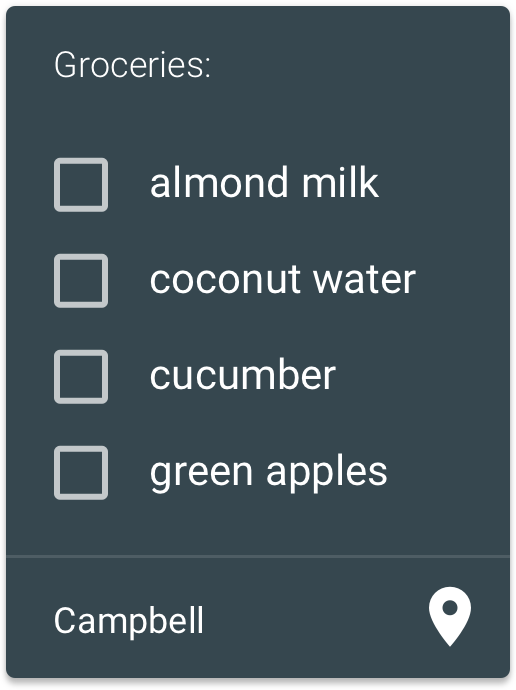 Groceries:
almond milk
coconut water
cucumber
green apples
Campbell